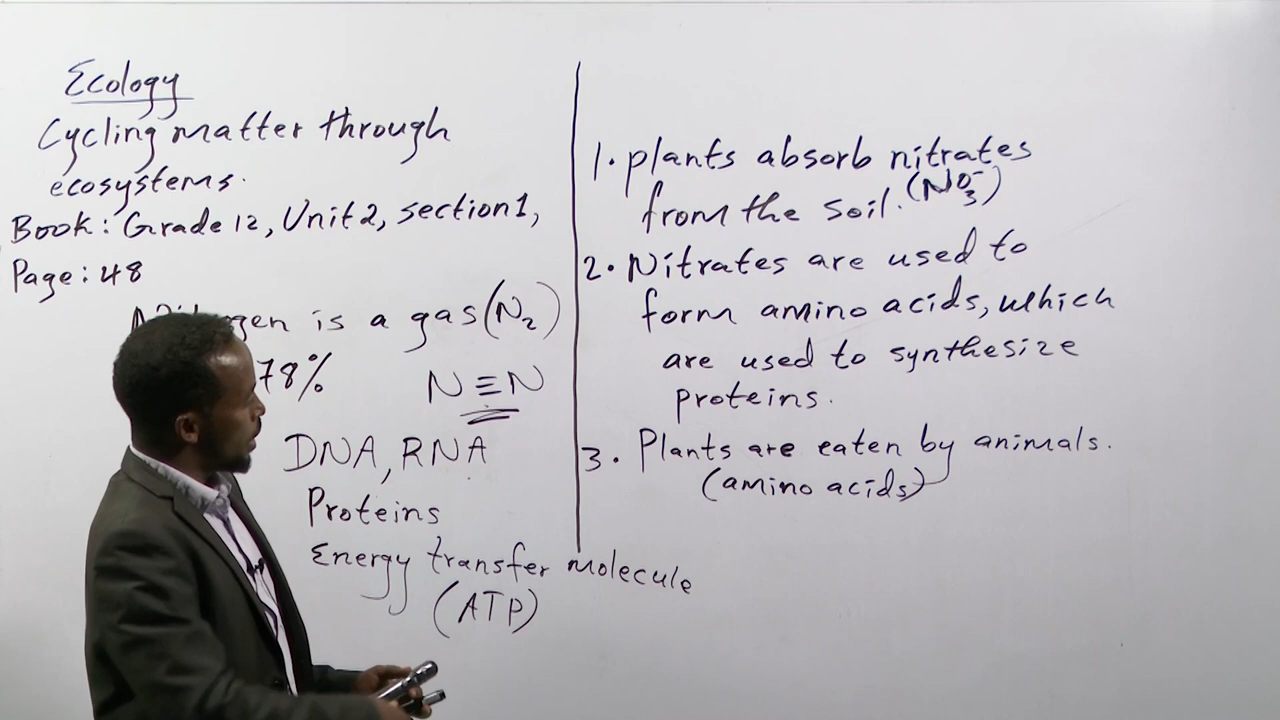 Ecology
Cycling matter through
ecosystems.
Book: Grade 12, Unit 2, section 1,
Page: 48
Nitrogen is a gas (N₂)
78%
N≡N
DNA, RNA
Proteins
Energy transfer molecule
(ATP)
1. plants absorb nitrates
from the soil. (NO₃⁻)
2. Nitrates are used to
form amino acids, which
are used to synthesize
proteins.
3. Plants are eaten by animals.
(amino acids)